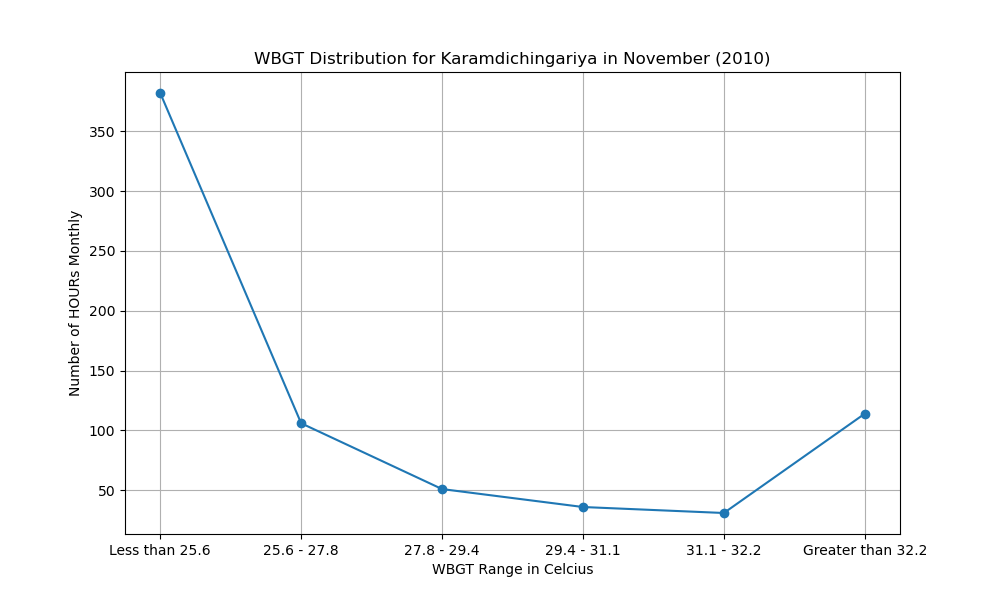 WBGT Distribution for Karamdichingariya in November (2010)
Number of HOURs Monthly
350
300
250
200
150
100
50
Less than 25.6
25.6 - 27.8
27.8 - 29.4
29.4 - 31.1
31.1 - 32.2
Greater than 32.2
WBGT Range in Celcius